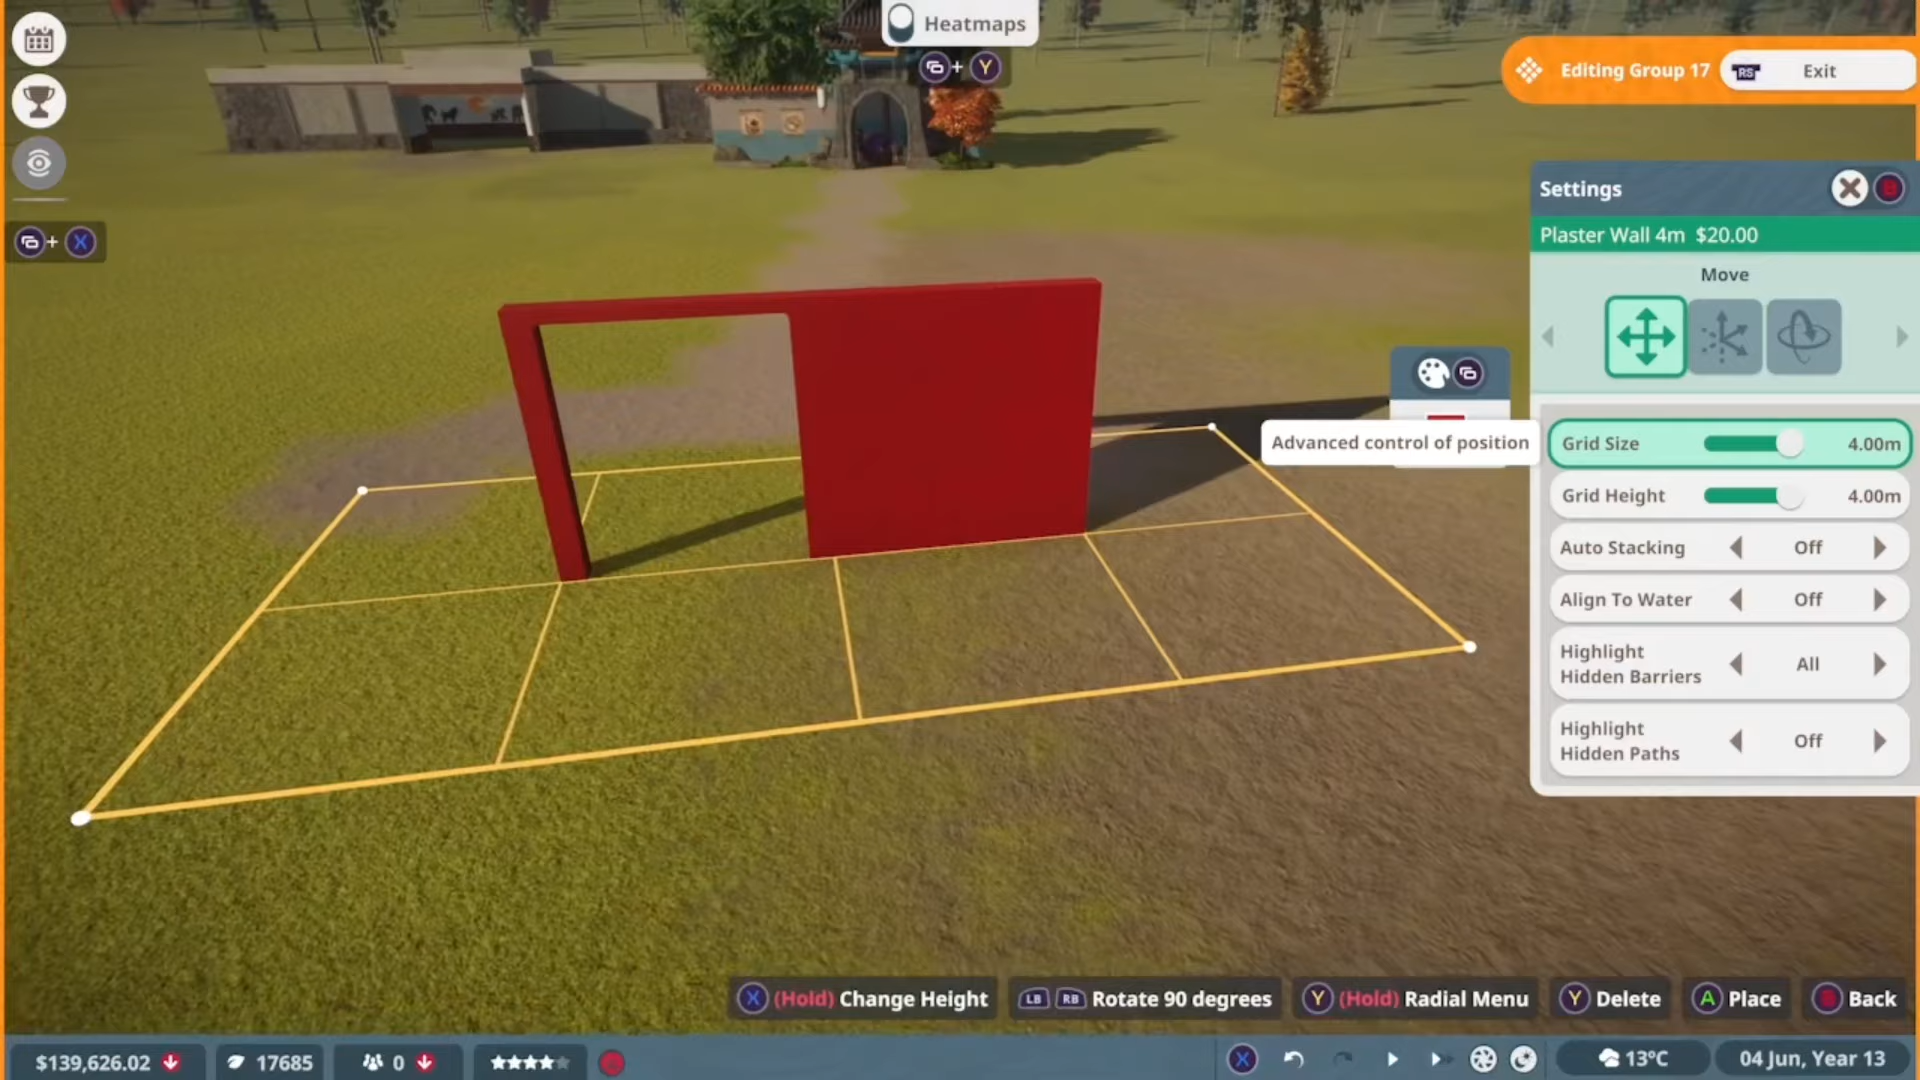 Heatmaps
+ Y
Editing Group 17
RS Exit
+ X
Settings
Plaster Wall 4m $20.00
Move
Advanced control of position
Grid Size 4.00m
Grid Height 4.00m
Auto Stacking Off
Align To Water Off
Highlight
Hidden Barriers All
Highlight
Hidden Paths Off
X (Hold) Change Height LB RB Rotate 90 degrees Y (Hold) Radial Menu Y Delete A Place Back
$139,626.02 17685 0 X 13°C 04 Jun, Year 13